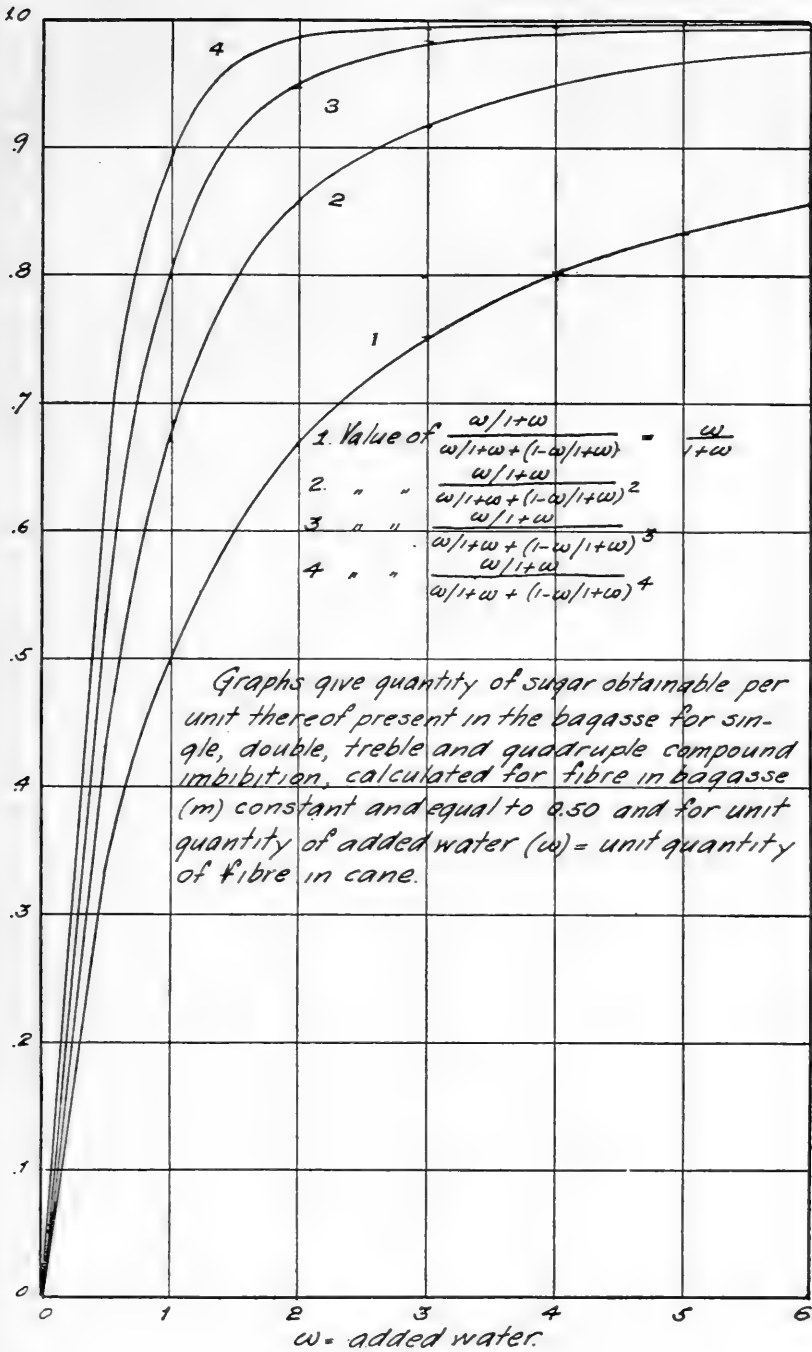 1.0
4
3
.9
2
.8
1
.7
1. Value of ω/1+ω / ω/1+ω + (1-ω/1+ω) = ω / 1+ω
2. " " ω/1+ω / ω/1+ω + (1-ω/1+ω)²
3 " " ω/1+ω / ω/1+ω + (1-ω/1+ω)³
4 " " ω/1+ω / ω/1+ω + (1-ω/1+ω)⁴
.6
.5
Graphs give quantity of sugar obtainable per
unit thereof present in the bagasse for sin-
gle, double, treble and quadruple compound
imbibition, calculated for fibre in bagasse
.4
(m) constant and equal to 0.50 and for unit
quantity of added water (ω) = unit quantity
of fibre in cane.
.3
.2
.1
0
0 1 2 3 4 5 6
ω = added water.